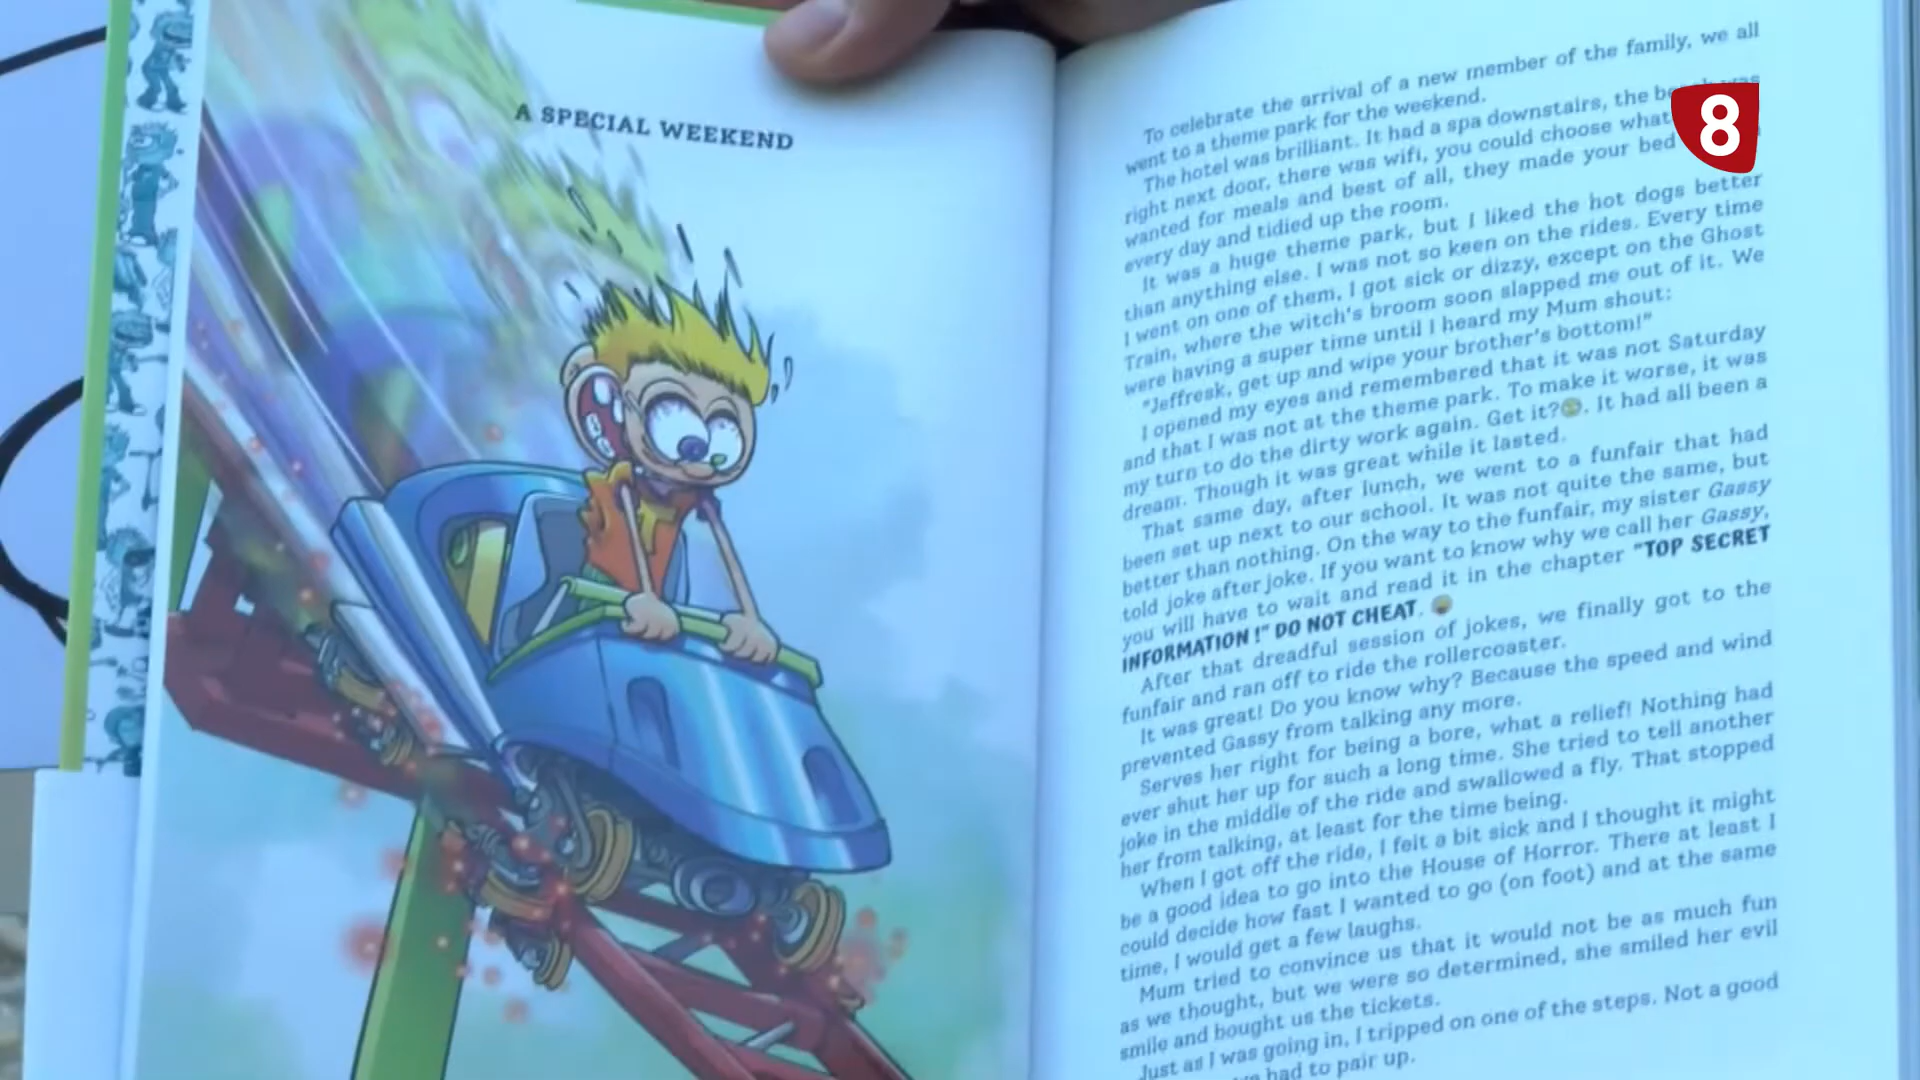 A SPECIAL WEEKEND
To celebrate the arrival of a new member of the family, we all
went to a theme park for the weekend.
The hotel was brilliant. It had a spa downstairs, the was
right next door, there was wifi, you could choose what
wanted for meals and best of all, they made your bed
every day and tidied up the room.
It was a huge theme park, but I liked the hot dogs better
than anything else. I was not so keen on the rides. Every time
I went on one of them, I got sick or dizzy, except on the Ghost
Train, where the witch's broom soon slapped me out of it. We
were having a super time until I heard my Mum shout:
"Jeffresk, get up and wipe your brother's bottom!"
I opened my eyes and remembered that it was not Saturday
and that I was not at the theme park. To make it worse, it was
my turn to do the dirty work again. Get it? . It had all been a
dream. Though it was great while it lasted.
That same day, after lunch, we went to a funfair that had
been set up next to our school. It was not quite the same, but
better than nothing. On the way to the funfair, my sister Gassy
told joke after joke. If you want to know why we call her Gassy,
you will have to wait and read it in the chapter "TOP SECRET
INFORMATION !" DO NOT CHEAT.
After that dreadful session of jokes, we finally got to the
funfair and ran off to ride the rollercoaster.
It was great! Do you know why? Because the speed and wind
prevented Gassy from talking any more.
Serves her right for being a bore, what a relief! Nothing had
ever shut her up for such a long time. She tried to tell another
joke in the middle of the ride and swallowed a fly. That stopped
her from talking, at least for the time being.
When I got off the ride, I felt a bit sick and I thought it might
be a good idea to go into the House of Horror. There at least I
could decide how fast I wanted to go (on foot) and at the same
time, I would get a few laughs.
Mum tried to convince us that it would not be as much fun
as we thought, but we were so determined, she smiled her evil
smile and bought us the tickets.
Just as I was going in, I tripped on one of the steps. Not a good
had to pair up.
8
T